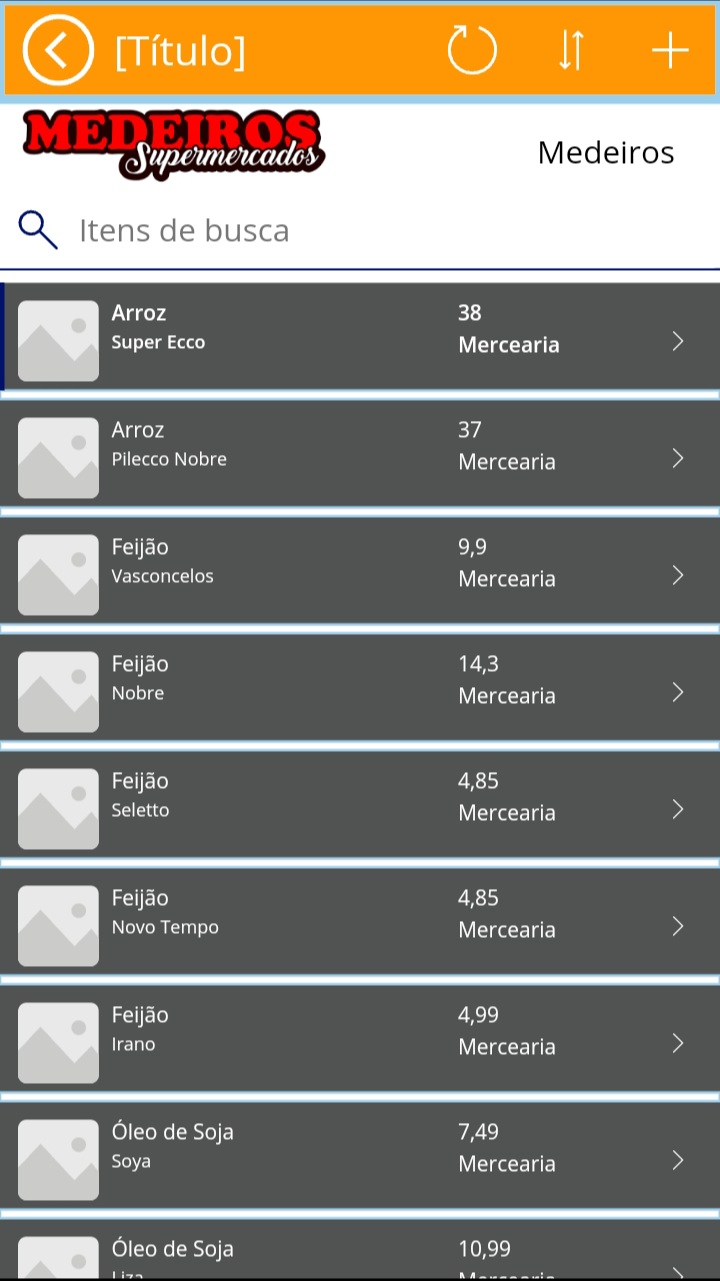 [Título]
MEDEIROS
Supermercados
Medeiros
Itens de busca
Arroz
38
Super Ecco
Mercearia
Arroz
37
Pilecco Nobre
Mercearia
Feijão
9,9
Vasconcelos
Mercearia
Feijão
14,3
Nobre
Mercearia
Feijão
4,85
Seletto
Mercearia
Feijão
4,85
Novo Tempo
Mercearia
Feijão
4,99
Irano
Mercearia
Óleo de Soja
7,49
Soya
Mercearia
Óleo de Soja
10,99
Liza
Mercearia